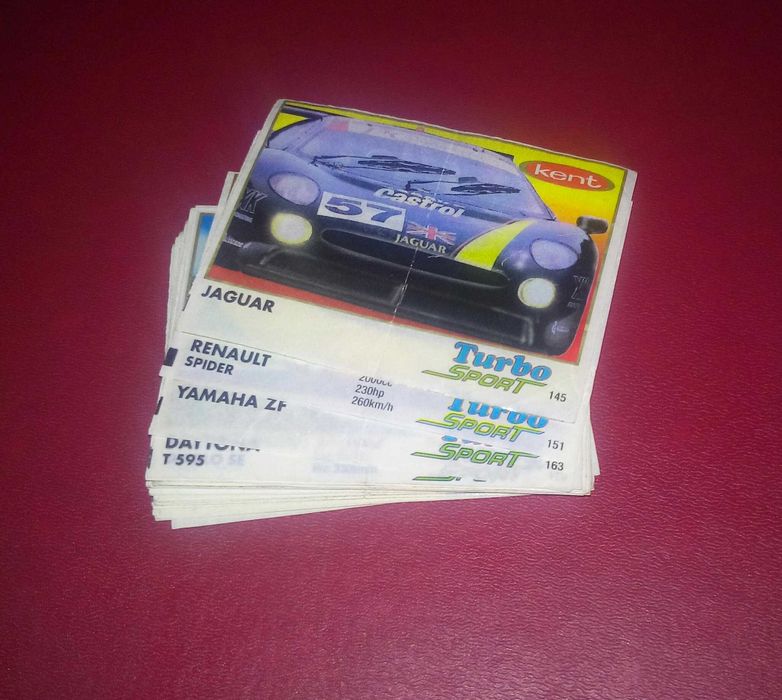 kent
Castrol
57
JAGUAR
JAGUAR
Turbo
SPORT
145
RENAULT
SPIDER
2000cc
230hp
260km/h
Turbo
SPORT
151
YAMAHA ZF
SPORT
163
DAYTONA
T 595